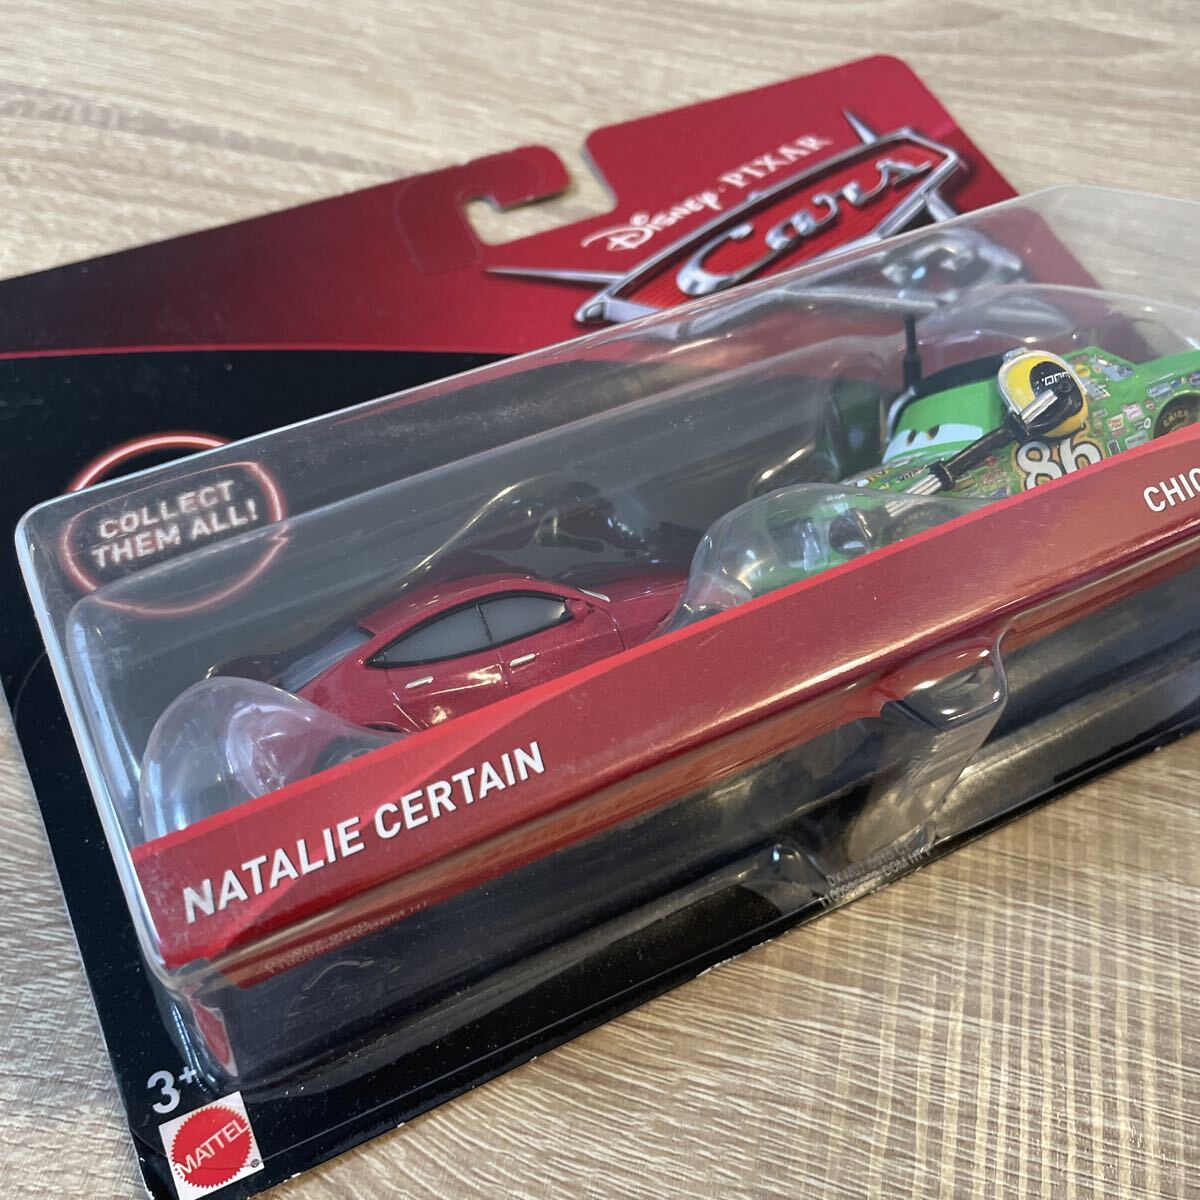 Disney · PIXAR
Cars
COLLECT
THEM ALL!
86
CHIC
NATALIE CERTAIN
3+
MATTEL